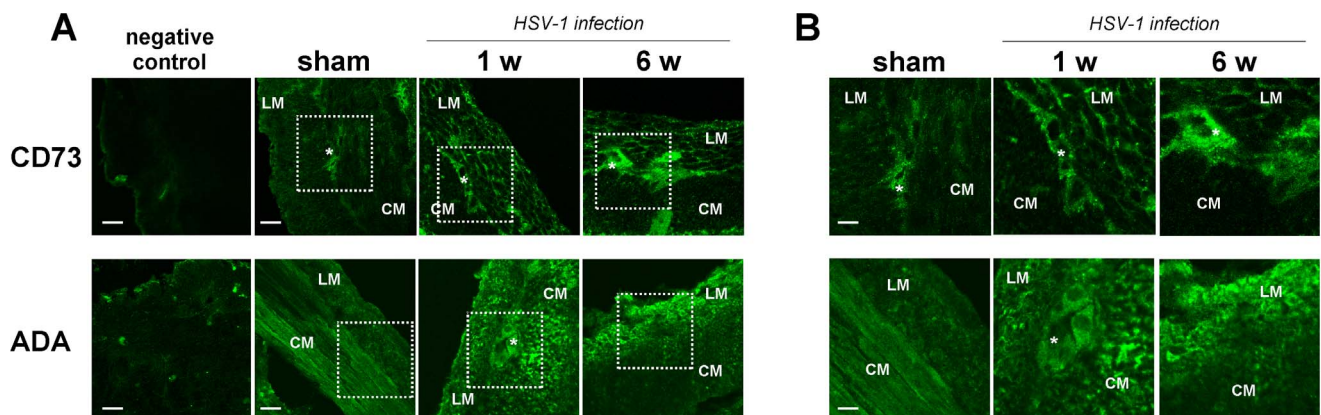 A
B
HSV-1 infection
HSV-1 infection
negative
control
sham
1 w
6 w
sham
1 w
6 w
CD73
LM
*
CM
LM
*
CM
LM
*
CM
LM
*
CM
LM
*
CM
LM
*
CM
ADA
LM
CM
CM
*
LM
LM
CM
LM
CM
LM
*
CM
LM
CM